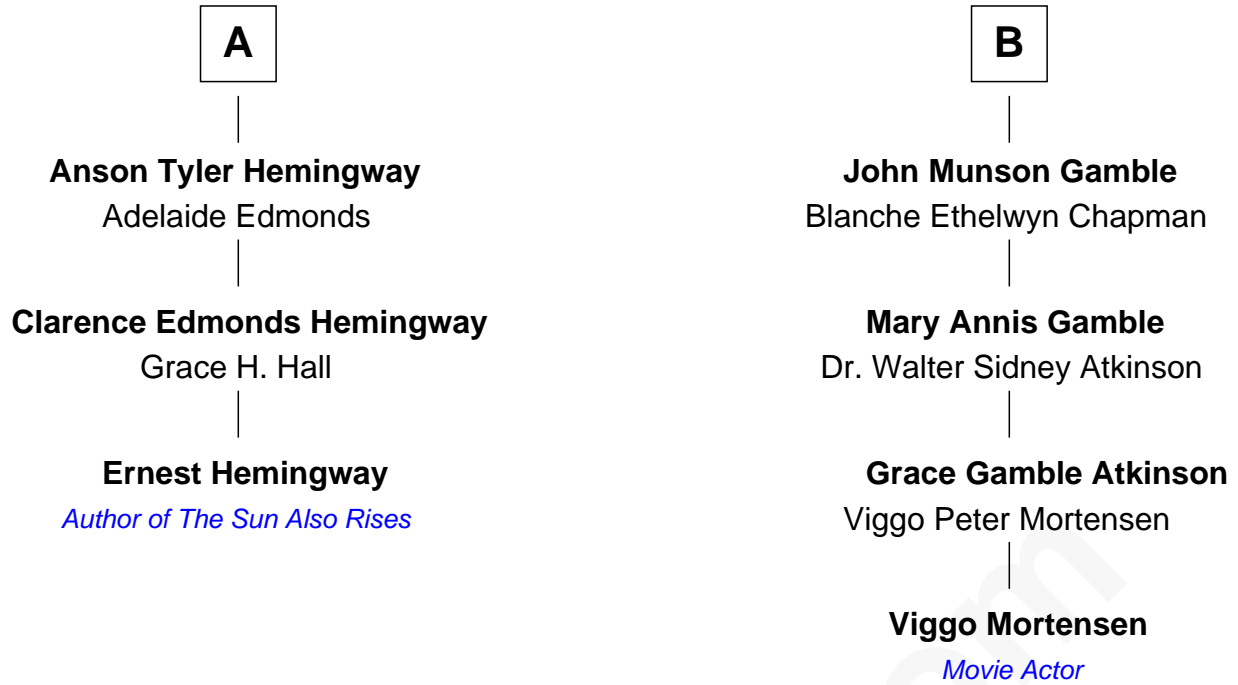 A
Anson Tyler Hemingway
Adelaide Edmonds
Clarence Edmonds Hemingway
Grace H. Hall
Ernest Hemingway
Author of The Sun Also Rises
B
John Munson Gamble
Blanche Ethelwyn Chapman
Mary Annis Gamble
Dr. Walter Sidney Atkinson
Grace Gamble Atkinson
Viggo Peter Mortensen
Viggo Mortensen
Movie Actor